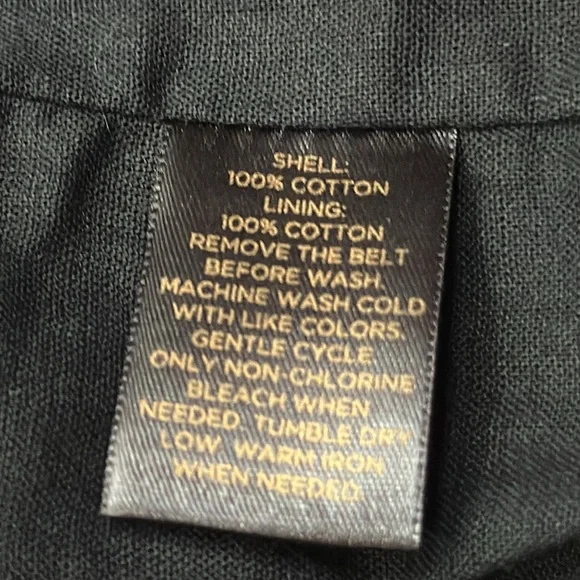 SHELL:
100% COTTON
LINING:
100% COTTON
REMOVE THE BELT
BEFORE WASH.
MACHINE WASH COLD
WITH LIKE COLORS.
GENTLE CYCLE
ONLY NON-CHLORINE
BLEACH WHEN
NEEDED. TUMBLE DRY
LOW. WARM IRON
WHEN NEEDED.